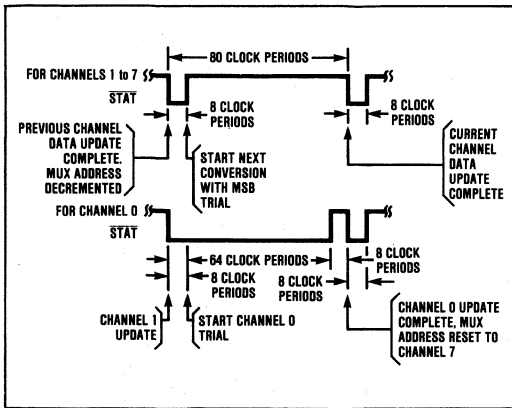 80 CLOCK PERIODS
FOR CHANNELS 1 to 7
STAT
8 CLOCK
PERIODS
8 CLOCK
PERIODS
PREVIOUS CHANNEL
DATA UPDATE
COMPLETE.
MUX ADDRESS
DECREMENTED
START NEXT
CONVERSION
WITH MSB
TRIAL
CURRENT
CHANNEL
DATA
UPDATE
COMPLETE
FOR CHANNEL 0
STAT
64 CLOCK PERIODS
8 CLOCK
PERIODS
8 CLOCK
PERIODS
8 CLOCK
PERIODS
CHANNEL 1
UPDATE
START CHANNEL 0
TRIAL
CHANNEL 0 UPDATE
COMPLETE, MUX
ADDRESS RESET TO
CHANNEL 7